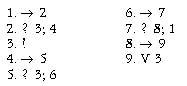 1. → 2
2. ? 3; 4
3. !
4. → 5
5. ? 3; 6
6. → 7
7. ? 8; 1
8. → 9
9. V 3